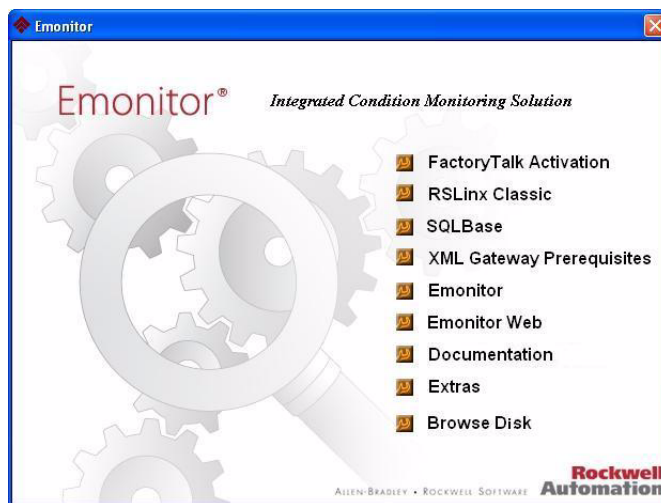 Emonitor
Emonitor® Integrated Condition Monitoring Solution
FactoryTalk Activation
RSLinx Classic
SQLBase
XML Gateway Prerequisites
Emonitor
Emonitor Web
Documentation
Extras
Browse Disk
ALLEN-BRADLEY • ROCKWELL SOFTWARE
Rockwell
Automation